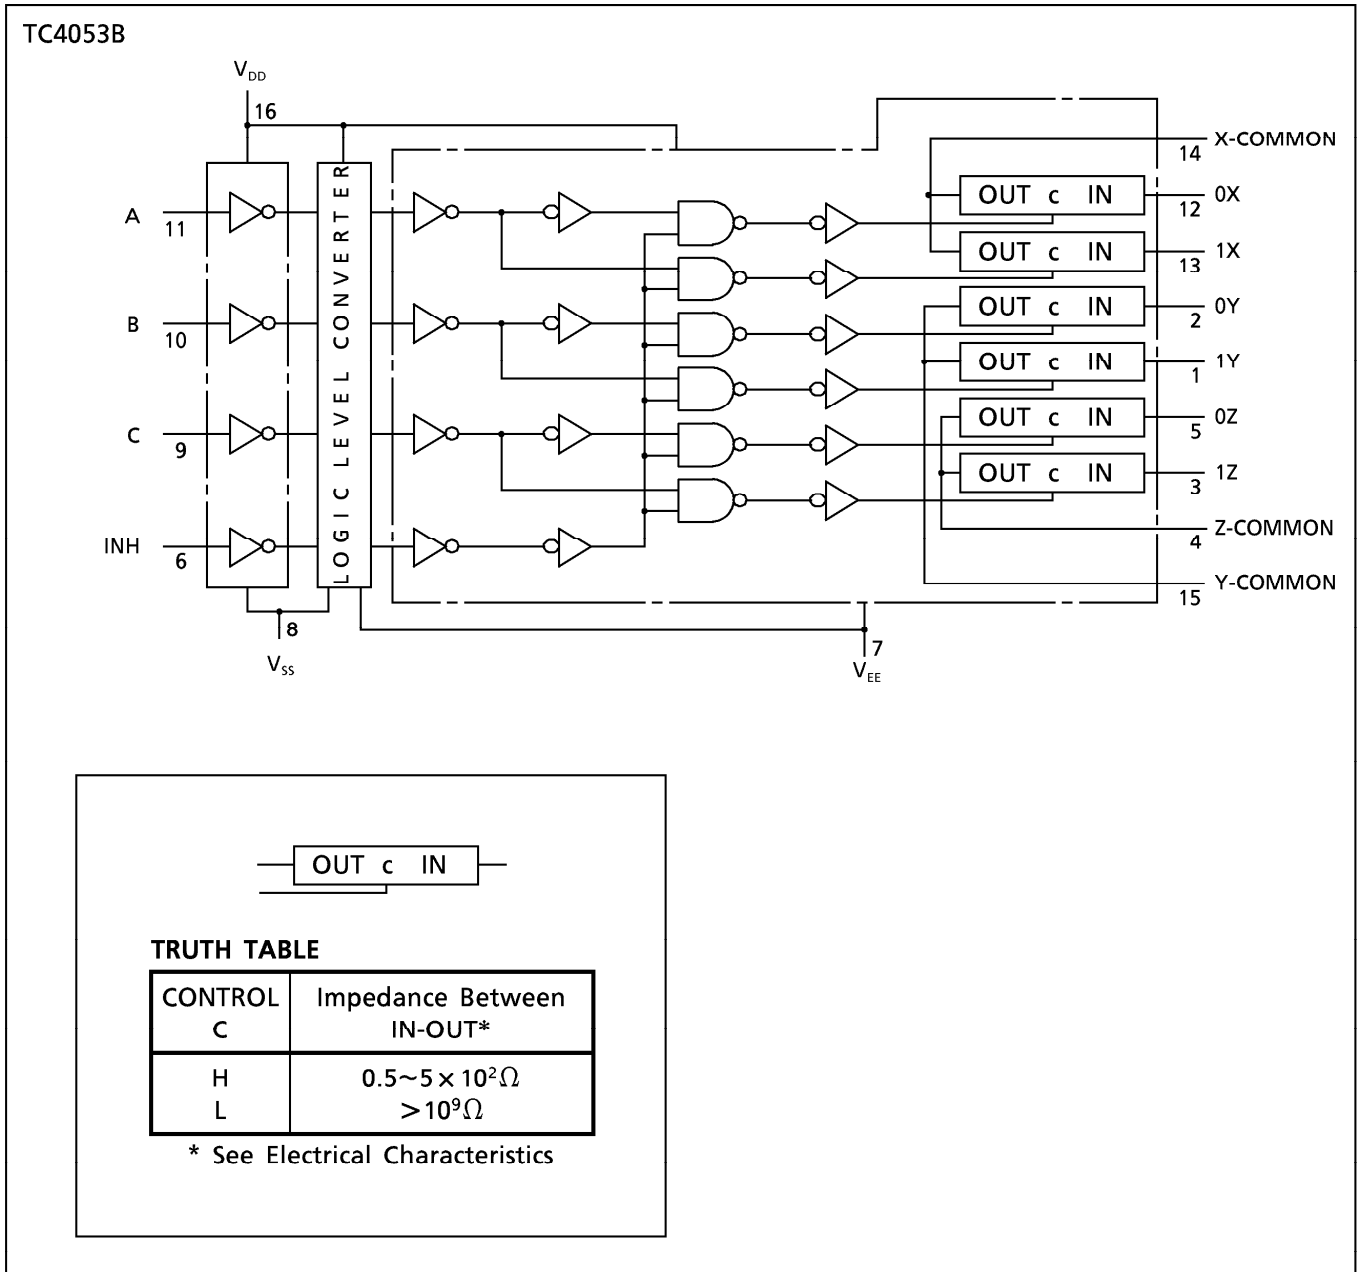 TC4053B
VDD
16
X-COMMON
14
LOGIC LEVEL CONVERTER
OUT c IN
0X
12
A
11
OUT c IN
1X
13
OUT c IN
0Y
2
B
10
OUT c IN
1Y
1
OUT c IN
0Z
5
C
9
OUT c IN
1Z
3
Z-COMMON
4
INH
6
Y-COMMON
15
8
VSS
7
VEE
OUT c IN
TRUTH TABLE
CONTROL C
Impedance Between IN-OUT*
H 0.5~5×10²Ω
L >10⁹Ω
* See Electrical Characteristics